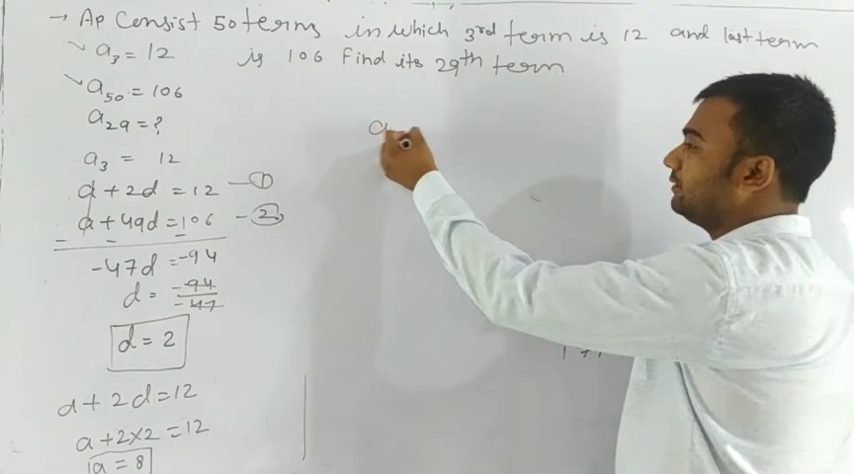 → Ap Consist 50 terms in which 3rd term is 12 and last term
is 106 Find its 29th term
a₃ = 12
a₅₀ = 106
a₂₉ = ?
a₃ = 12
a + 2d = 12 — ①
a + 49d = 106 — ②
- - -
-47d = -94
d = -94/-47
d = 2
a + 2d = 12
a + 2×2 = 12
a = 8
a